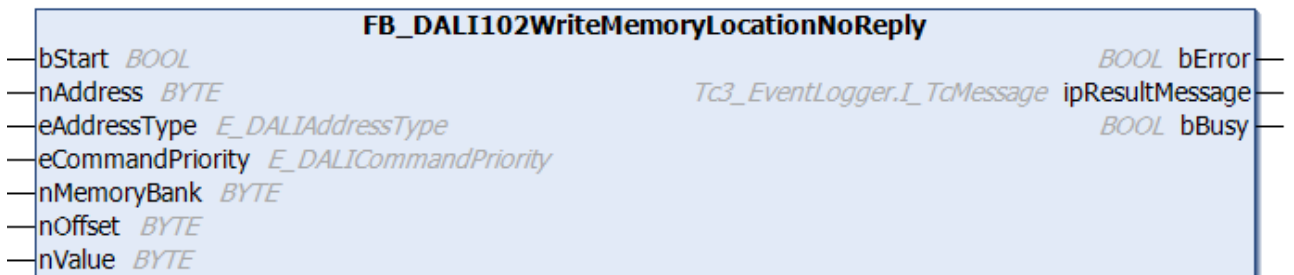 FB_DALI102WriteMemoryLocationNoReply
bStart BOOL BOOL bError
nAddress BYTE Tc3_EventLogger.I_TcMessage ipResultMessage
eAddressType E_DALIAddressType BOOL bBusy
eCommandPriority E_DALICommandPriority
nMemoryBank BYTE
nOffset BYTE
nValue BYTE